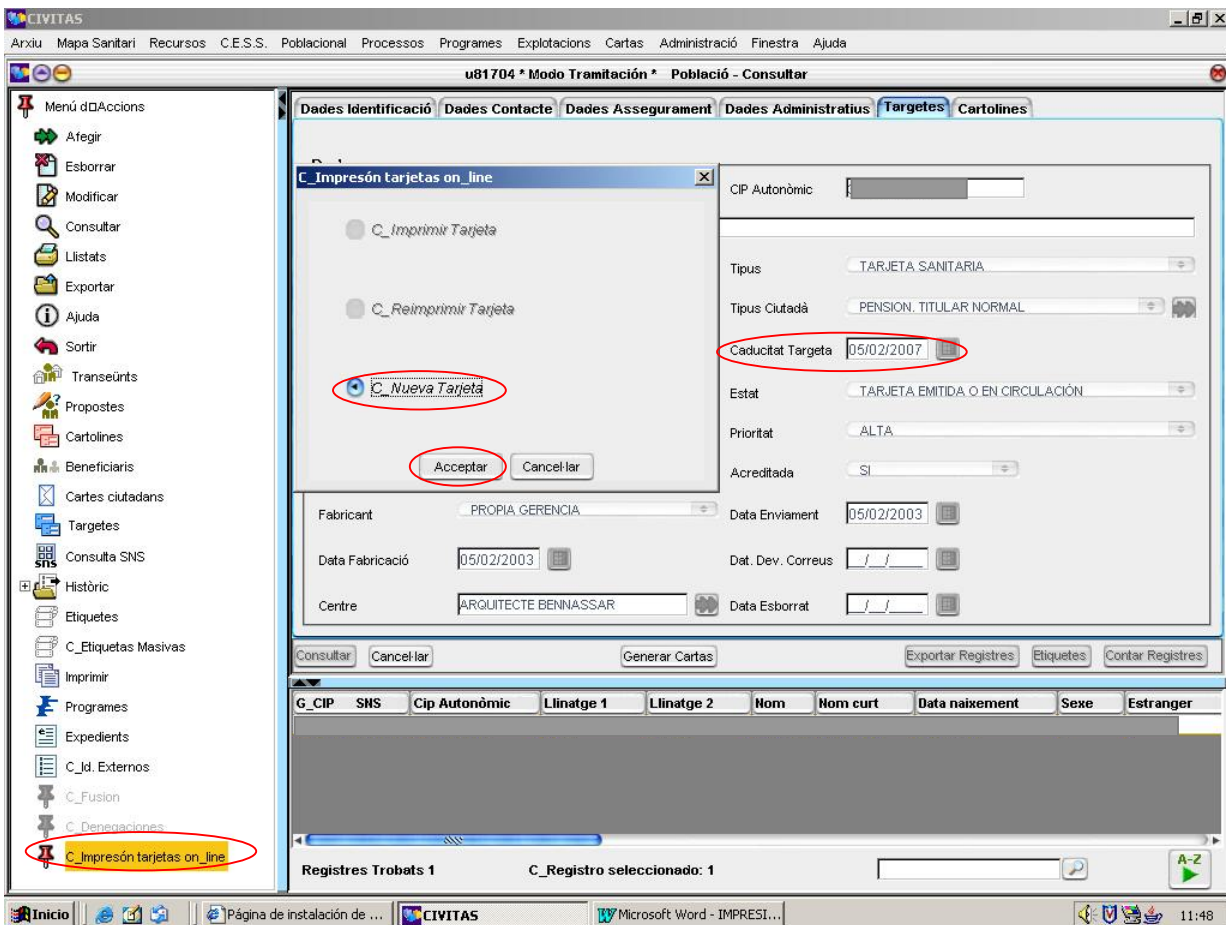 CIVITAS
Arxiu Mapa Sanitari Recursos C.E.S.S. Poblacional Processos Programes Explotacions Cartas Administració Finestra Ajuda
u81704 * Modo Tramitación * Població - Consultar
Menú d□Accions
Afegir
Esborrar
Modificar
Consultar
Llistats
Exportar
Ajuda
Sortir
Transeünts
Propostes
Cartolines
Beneficiaris
Cartes ciutadans
Targetes
Consulta SNS
Històric
Etiquetes
C_Etiquetas Masivas
Imprimir
Programes
Expedients
C_Id. Externos
C_Fusion
C_Denegaciones
C_Impresón tarjetas on_line
Dades Identificació Dades Contacte Dades Assegurament Dades Administratius Targetes Cartolines
C_Impresón tarjetas on_line
C_Imprimir Tarjeta
C_Reimprimir Tarjeta
C_Nueva Tarjeta
Acceptar Cancel·lar
CIP Autonòmic
Tipus TARJETA SANITARIA
Tipus Ciutadà PENSION. TITULAR NORMAL
Caducitat Targeta 05/02/2007
Estat TARJETA EMITIDA O EN CIRCULACIÓN
Prioritat ALTA
Acreditada SI
Fabricant PROPIA GERENCIA Data Enviament 05/02/2003
Data Fabricació 05/02/2003 Dat. Dev. Correus __/__/____
Centre ARQUITECTE BENNASSAR Data Esborrat __/__/____
Consultar Cancel·lar Generar Cartas Exportar Registres Etiquetes Contar Registres
G_CIP SNS Cip Autonòmic Llinatge 1 Llinatge 2 Nom Nom curt Data naixement Sexe Estranger
Registres Trobats 1 C_Registro seleccionado: 1
A-Z
Inicio Página de instalación de ... CIVITAS Microsoft Word - IMPRESI... 11:48